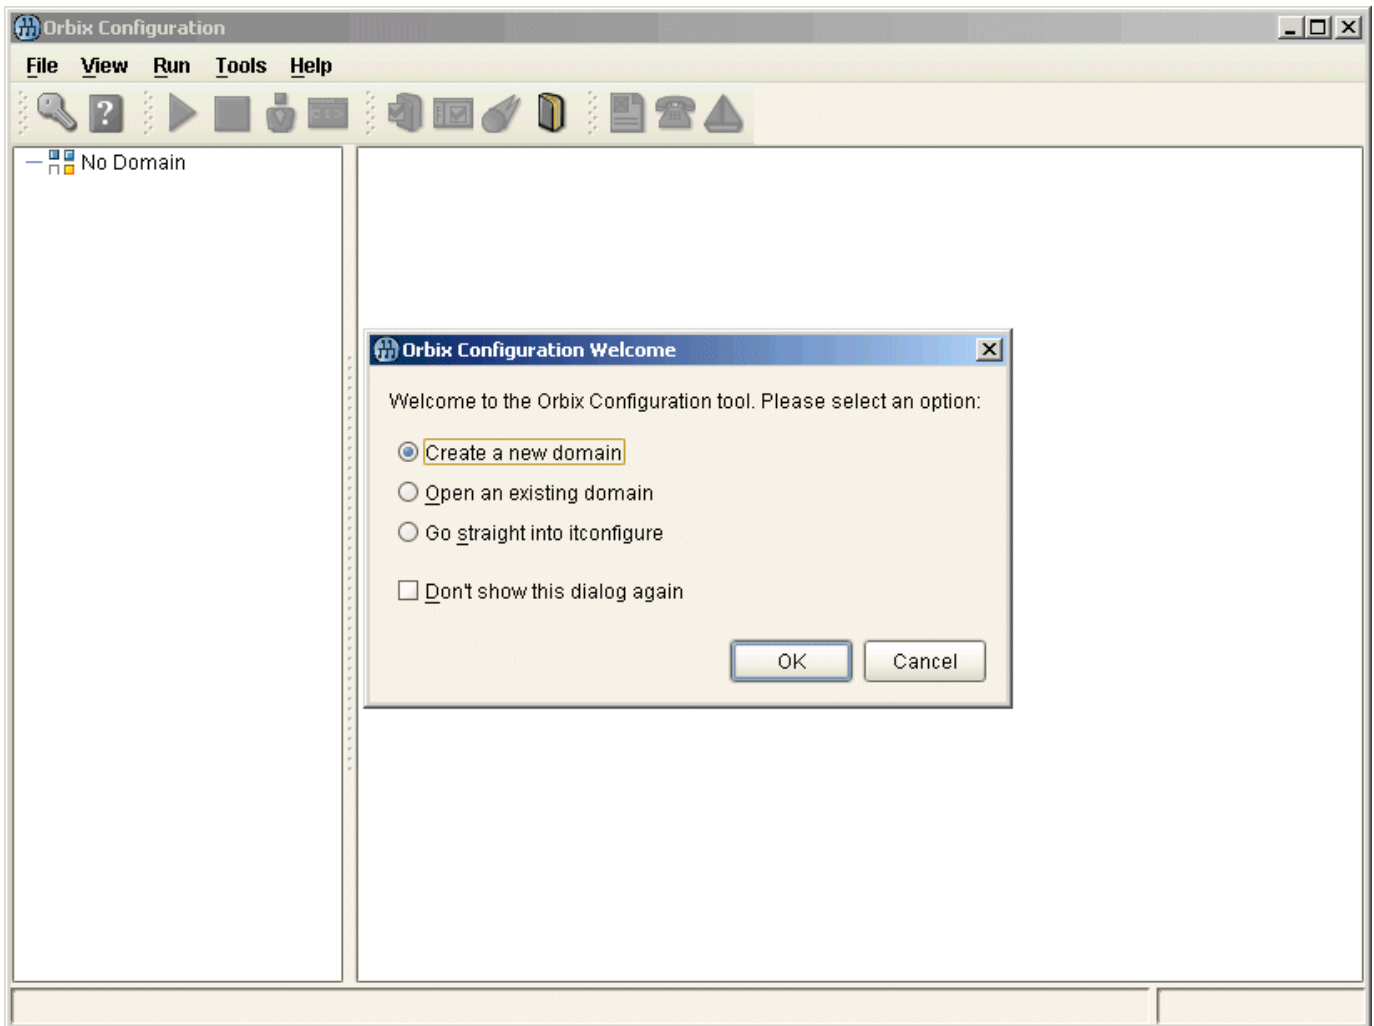 Orbix Configuration
File View Run Tools Help
No Domain
Orbix Configuration Welcome
Welcome to the Orbix Configuration tool. Please select an option:
Create a new domain
Open an existing domain
Go straight into itconfigure
Don't show this dialog again
OK Cancel